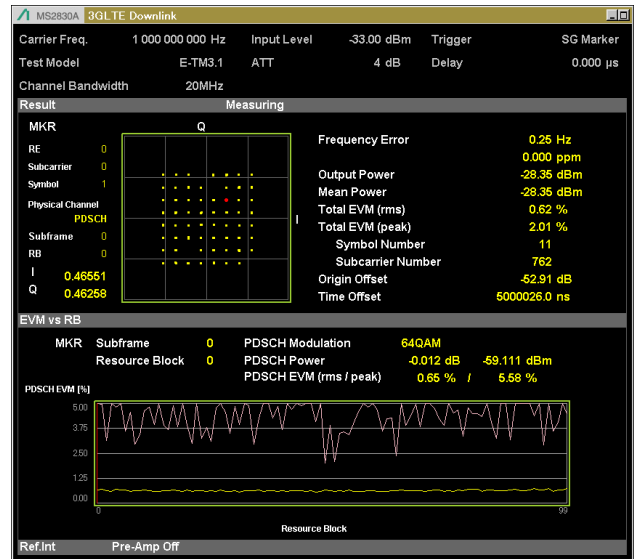 MS2830A 3GLTE Downlink
Carrier Freq. 1 000 000 000 Hz Input Level -33.00 dBm Trigger SG Marker
Test Model E-TM3.1 ATT 4 dB Delay 0.000 µs
Channel Bandwidth 20MHz
Result Measuring
MKR Q
RE 0
Subcarrier 0
Symbol 1
Physical Channel
PDSCH
Subframe 0
RB 0
I 0.46551
Q 0.46258
I
Frequency Error 0.25 Hz
0.000 ppm
Output Power -28.35 dBm
Mean Power -28.35 dBm
Total EVM (rms) 0.62 %
Total EVM (peak) 2.01 %
Symbol Number 11
Subcarrier Number 762
Origin Offset -52.91 dB
Time Offset 5000026.0 ns
EVM vs RB
MKR Subframe 0 PDSCH Modulation 64QAM
Resource Block 0 PDSCH Power -0.012 dB -59.111 dBm
PDSCH EVM (rms / peak) 0.65 % / 5.58 %
PDSCH EVM [%]
5.00
3.75
2.50
1.25
0.00
0 99
Resource Block
Ref.Int Pre-Amp Off